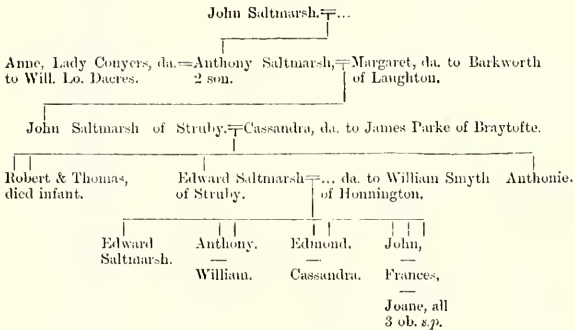 John Saltmarsh.=...
Anne, Lady Conyers, da.=Anthony Saltmarsh,=Margaret, da. to Barkworth
to Will. Lo. Dacres. 2 son. of Laughton.
John Saltmarsh of Struby.=Cassandra, da. to James Parke of Braytofte.
Robert & Thomas, Edward Saltmarsh=... da. to William Smyth Anthonie.
died infant. of Struby. of Honnington.
Edward Anthony. Edmond. John,
Saltmarsh. — — —
William. Cassandra. Frances,
—
Joane, all
3 ob. s.p.